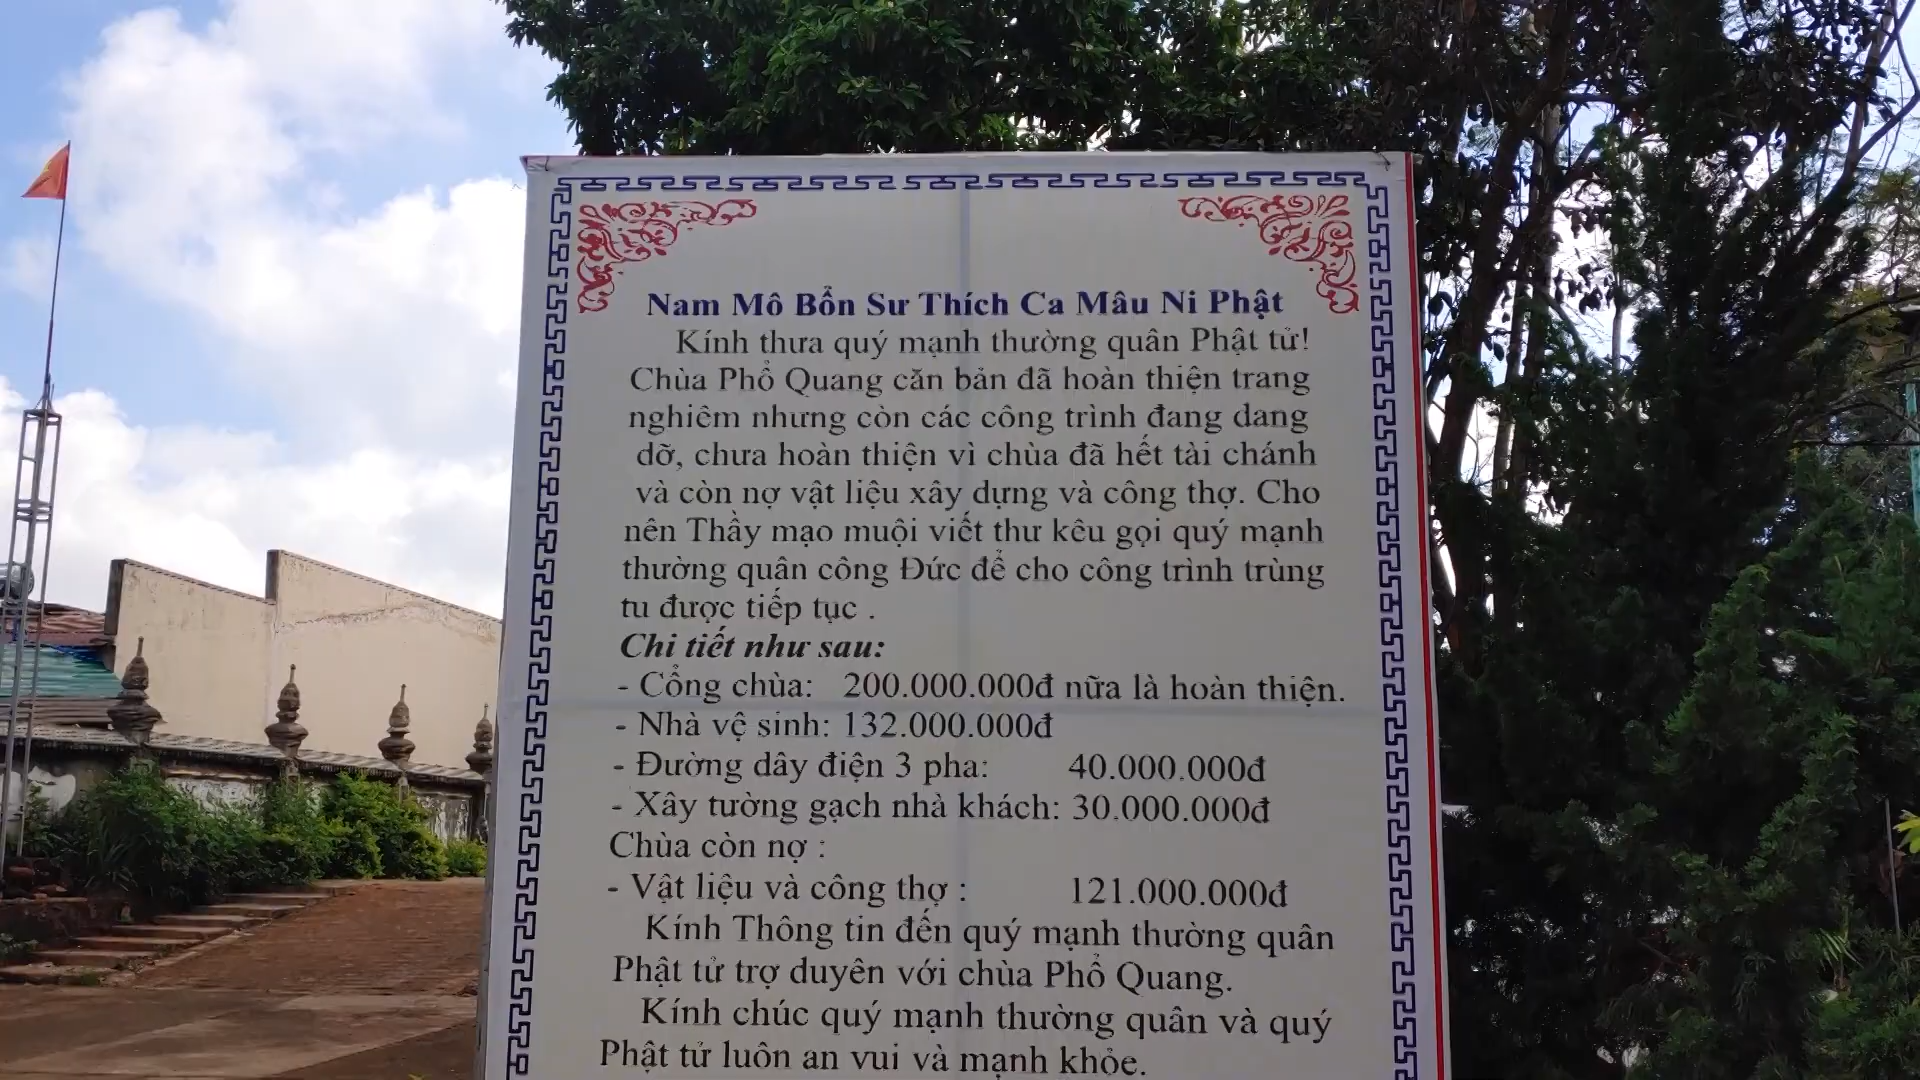 Nam Mô Bổn Sư Thích Ca Mâu Ni Phật
Kính thưa quý mạnh thường quân Phật tử!
Chùa Phổ Quang căn bản đã hoàn thiện trang
nghiêm nhưng còn các công trình đang dang
dỡ, chưa hoàn thiện vì chùa đã hết tài chánh
và còn nợ vật liệu xây dựng và công thợ. Cho
nên Thầy mạo muội viết thư kêu gọi quý mạnh
thường quân công Đức để cho công trình trùng
tu được tiếp tục .
Chi tiết như sau:
- Cổng chùa: 200.000.000đ nữa là hoàn thiện.
- Nhà vệ sinh: 132.000.000đ
- Đường dây điện 3 pha: 40.000.000đ
- Xây tường gạch nhà khách: 30.000.000đ
Chùa còn nợ :
- Vật liệu và công thợ : 121.000.000đ
Kính Thông tin đến quý mạnh thường quân
Phật tử trợ duyên với chùa Phổ Quang.
Kính chúc quý mạnh thường quân và quý
Phật tử luôn an vui và mạnh khỏe.